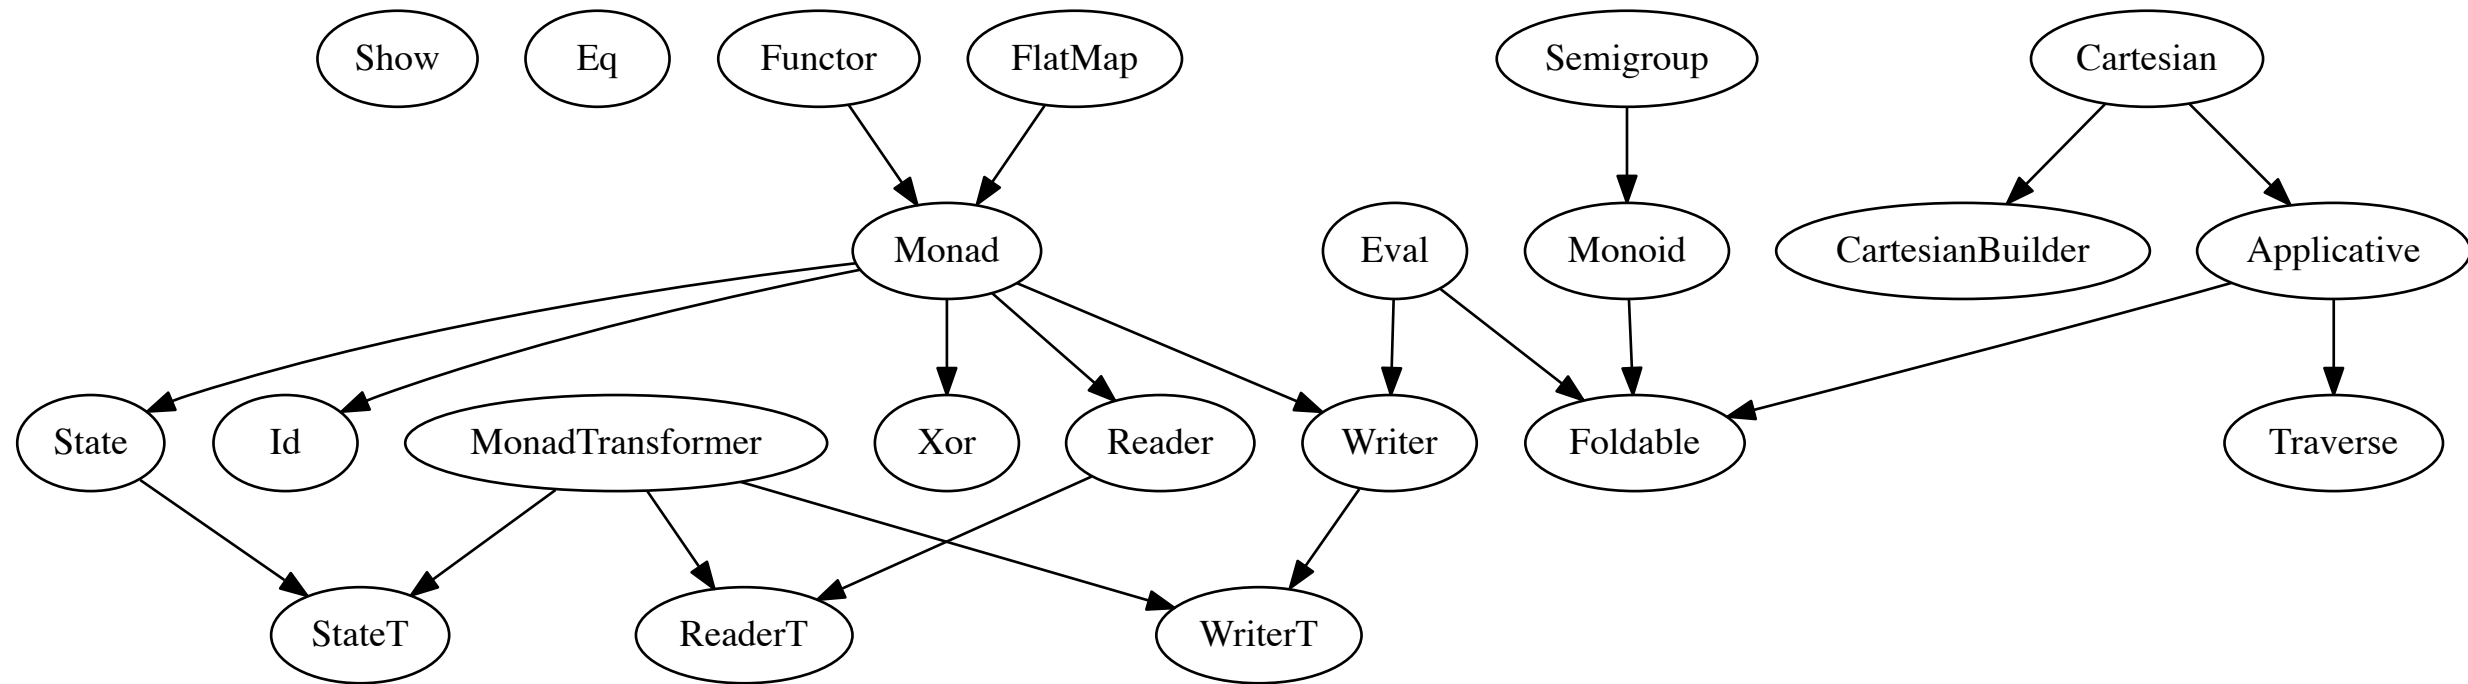 Show
Eq
Functor
FlatMap
Semigroup
Cartesian
Monad
Eval
Monoid
CartesianBuilder
Applicative
State
Id
MonadTransformer
Xor
Reader
Writer
Foldable
Traverse
StateT
ReaderT
WriterT